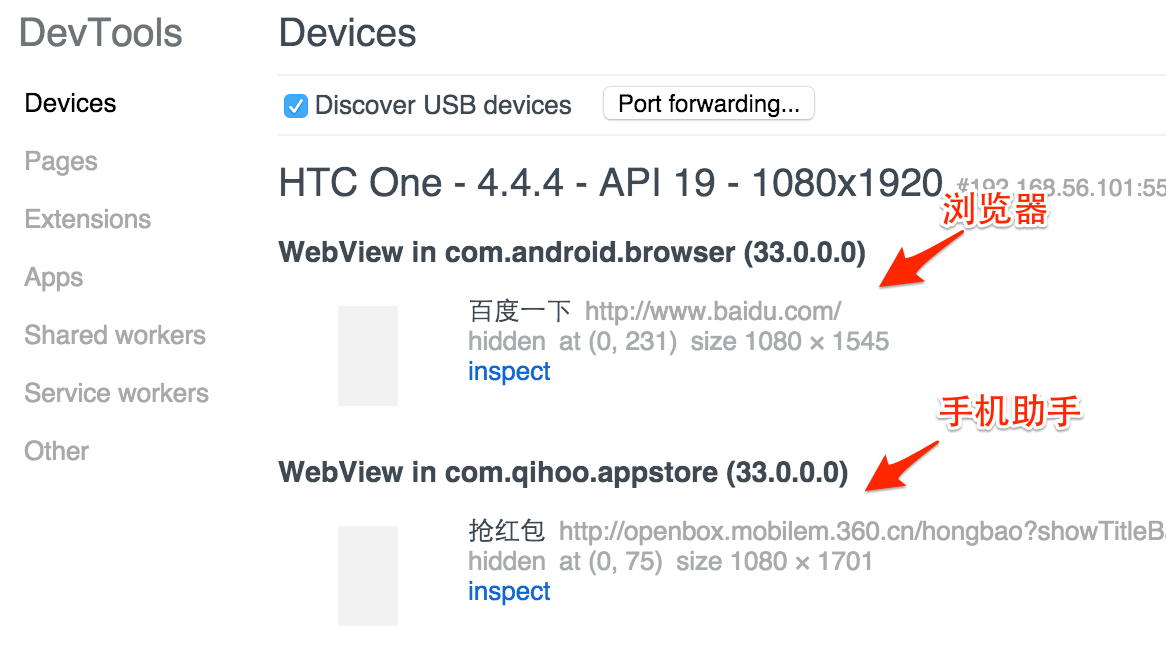 DevTools
Devices
Pages
Extensions
Apps
Shared workers
Service workers
Other
Devices
Discover USB devices Port forwarding...
HTC One - 4.4.4 - API 19 - 1080x1920 #192.168.56.101:55
浏览器
WebView in com.android.browser (33.0.0.0)
百度一下 http://www.baidu.com/
hidden at (0, 231) size 1080 × 1545
inspect
手机助手
WebView in com.qihoo.appstore (33.0.0.0)
抢红包 http://openbox.mobilem.360.cn/hongbao?showTitleBa
hidden at (0, 75) size 1080 × 1701
inspect